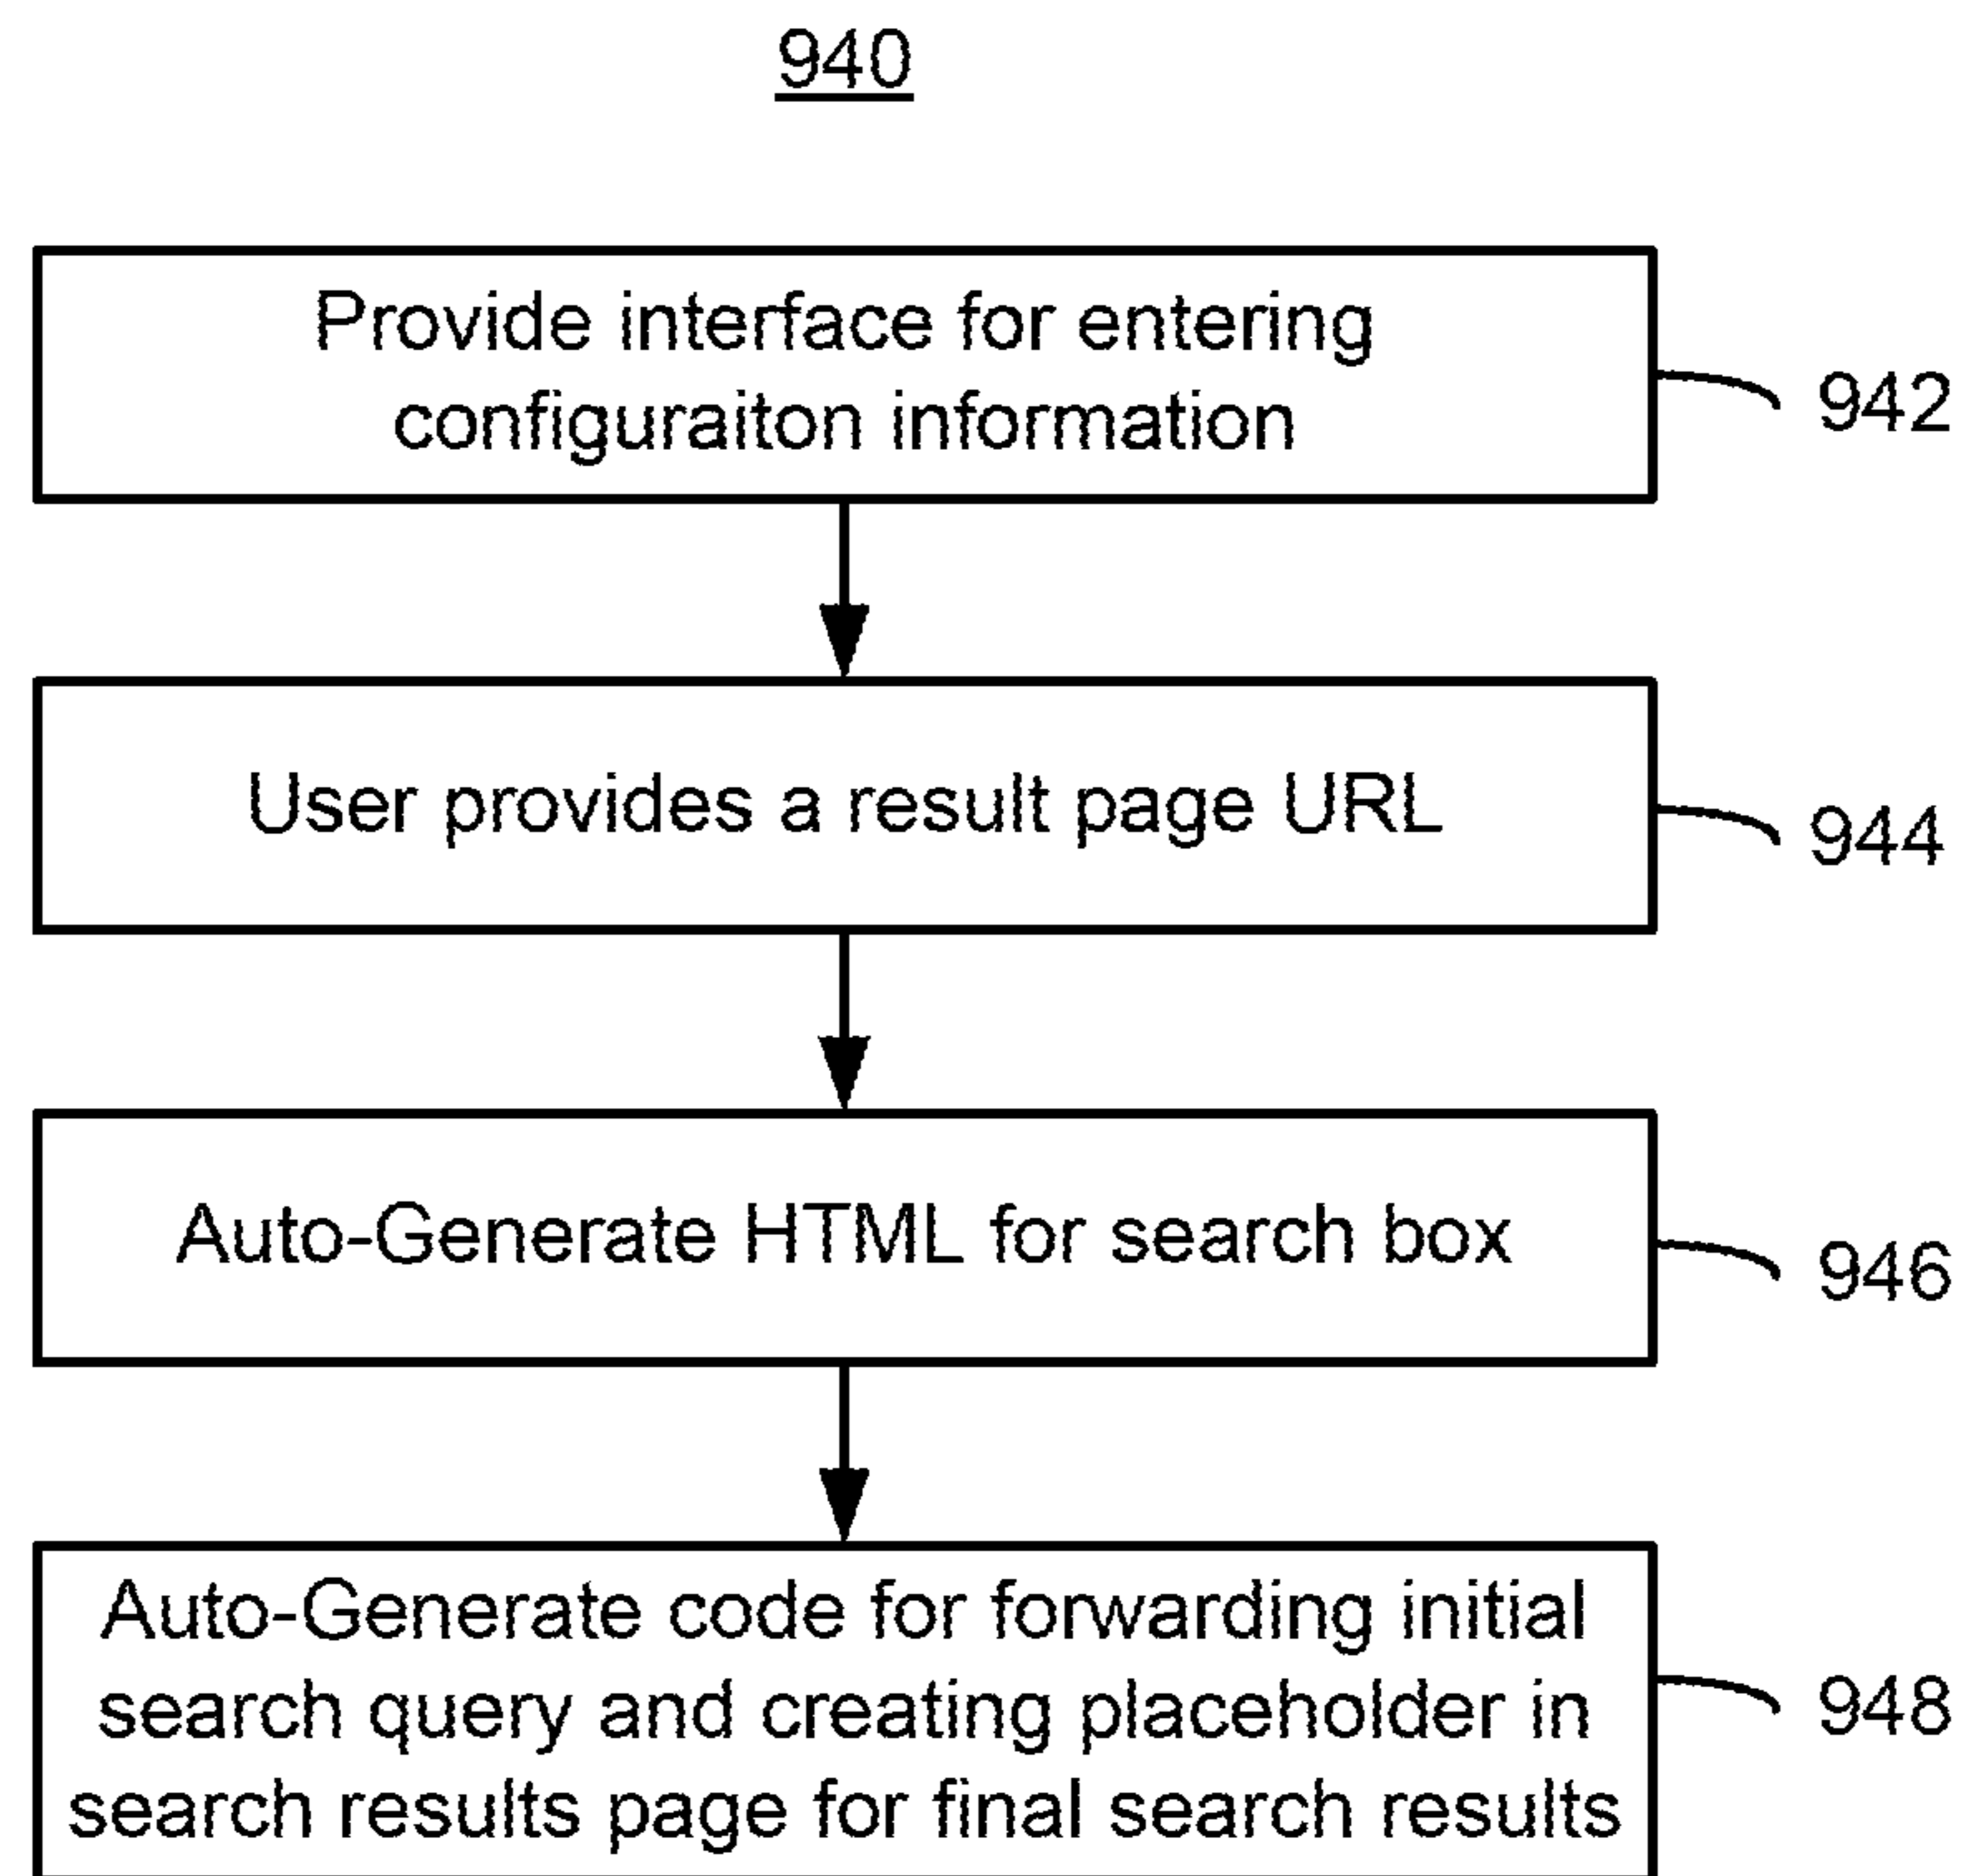 940
Provide interface for entering
configuraiton information
942
User provides a result page URL
944
Auto-Generate HTML for search box
946
Auto-Generate code for forwarding initial
search query and creating placeholder in
search results page for final search results
948